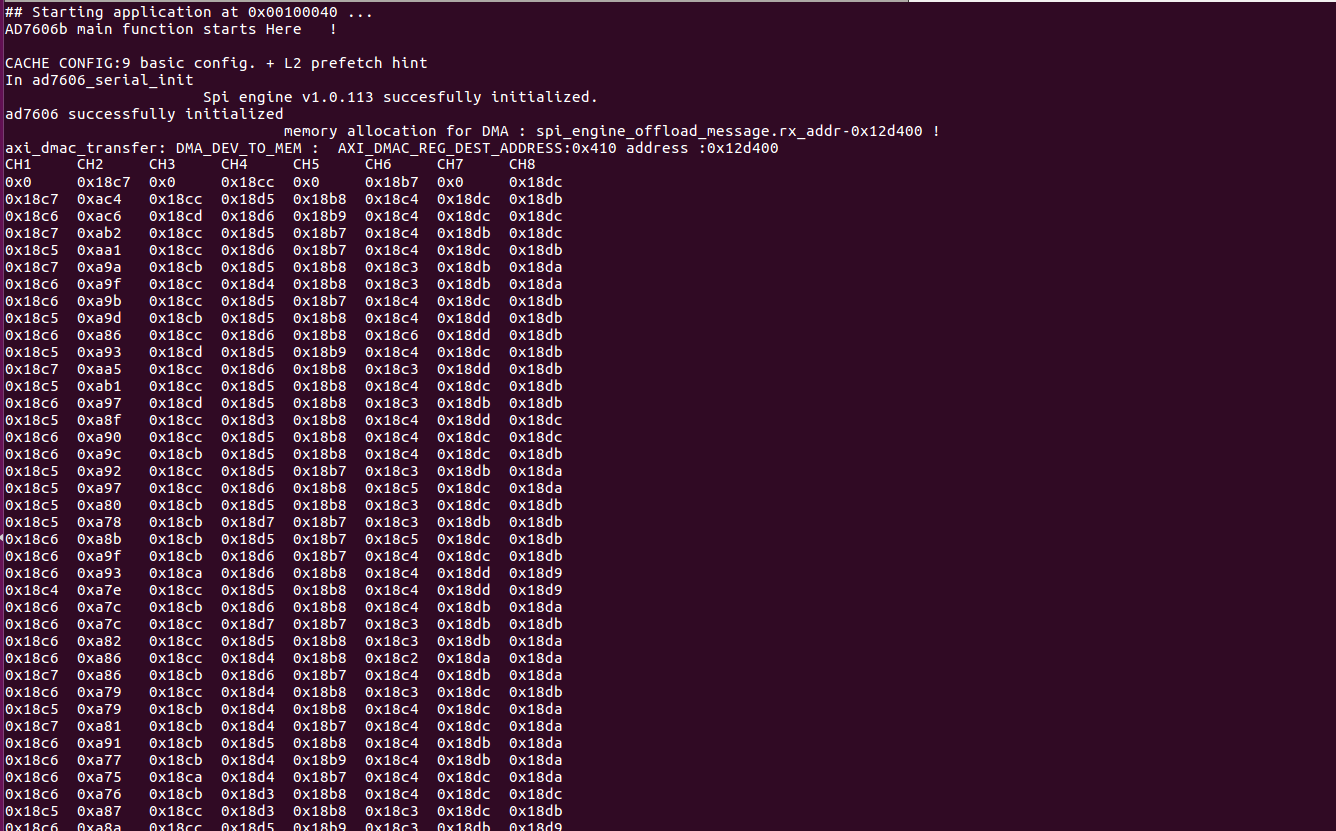 ## Starting application at 0x00100040 ...
AD7606b main function starts Here   !
CACHE CONFIG:9 basic config. + L2 prefetch hint
In ad7606_serial_init
Spi engine v1.0.113 succesfully initialized.
ad7606 successfully initialized
memory allocation for DMA : spi_engine_offload_message.rx_addr-0x12d400 !
axi_dmac_transfer: DMA_DEV_TO_MEM :  AXI_DMAC_REG_DEST_ADDRESS:0x410 address :0x12d400
CH1 CH2 CH3 CH4 CH5 CH6 CH7 CH8
0x0 0x18c7 0x0 0x18cc 0x0 0x18b7 0x0 0x18dc
0x18c7 0xac4 0x18cc 0x18d5 0x18b8 0x18c4 0x18dc 0x18db
0x18c6 0xac6 0x18cd 0x18d6 0x18b9 0x18c4 0x18dc 0x18dc
0x18c7 0xab2 0x18cc 0x18d5 0x18b7 0x18c4 0x18db 0x18dc
0x18c5 0xaa1 0x18cc 0x18d6 0x18b7 0x18c4 0x18dc 0x18db
0x18c7 0xa9a 0x18cb 0x18d5 0x18b8 0x18c3 0x18db 0x18da
0x18c6 0xa9f 0x18cc 0x18d4 0x18b8 0x18c3 0x18db 0x18da
0x18c6 0xa9b 0x18cc 0x18d5 0x18b7 0x18c4 0x18dc 0x18db
0x18c5 0xa9d 0x18cb 0x18d5 0x18b8 0x18c4 0x18dd 0x18db
0x18c6 0xa86 0x18cc 0x18d6 0x18b8 0x18c6 0x18dd 0x18db
0x18c5 0xa93 0x18cd 0x18d5 0x18b9 0x18c4 0x18dc 0x18db
0x18c7 0xaa5 0x18cc 0x18d6 0x18b8 0x18c3 0x18dd 0x18db
0x18c5 0xab1 0x18cc 0x18d5 0x18b8 0x18c4 0x18dc 0x18db
0x18c6 0xa97 0x18cd 0x18d5 0x18b8 0x18c3 0x18db 0x18db
0x18c5 0xa8f 0x18cc 0x18d3 0x18b8 0x18c4 0x18dd 0x18dc
0x18c6 0xa90 0x18cc 0x18d5 0x18b8 0x18c4 0x18dc 0x18dc
0x18c6 0xa9c 0x18cb 0x18d5 0x18b8 0x18c4 0x18dc 0x18db
0x18c5 0xa92 0x18cc 0x18d5 0x18b7 0x18c3 0x18db 0x18da
0x18c5 0xa97 0x18cc 0x18d6 0x18b8 0x18c5 0x18dc 0x18da
0x18c5 0xa80 0x18cb 0x18d5 0x18b8 0x18c3 0x18dc 0x18db
0x18c5 0xa78 0x18cb 0x18d7 0x18b7 0x18c3 0x18db 0x18db
0x18c6 0xa8b 0x18cb 0x18d5 0x18b7 0x18c5 0x18dc 0x18db
0x18c6 0xa9f 0x18cb 0x18d6 0x18b7 0x18c4 0x18dc 0x18db
0x18c6 0xa93 0x18ca 0x18d6 0x18b8 0x18c4 0x18dd 0x18d9
0x18c4 0xa7e 0x18cc 0x18d5 0x18b8 0x18c4 0x18dd 0x18d9
0x18c6 0xa7c 0x18cb 0x18d6 0x18b8 0x18c4 0x18db 0x18da
0x18c6 0xa7c 0x18cc 0x18d7 0x18b7 0x18c3 0x18db 0x18db
0x18c6 0xa82 0x18cc 0x18d5 0x18b8 0x18c3 0x18db 0x18da
0x18c6 0xa86 0x18cc 0x18d4 0x18b8 0x18c2 0x18da 0x18da
0x18c7 0xa86 0x18cb 0x18d6 0x18b7 0x18c4 0x18db 0x18da
0x18c6 0xa79 0x18cc 0x18d4 0x18b8 0x18c3 0x18dc 0x18db
0x18c5 0xa79 0x18cb 0x18d4 0x18b8 0x18c4 0x18dc 0x18da
0x18c7 0xa81 0x18cb 0x18d4 0x18b7 0x18c4 0x18dc 0x18da
0x18c6 0xa91 0x18cb 0x18d5 0x18b8 0x18c4 0x18db 0x18da
0x18c6 0xa77 0x18cb 0x18d4 0x18b9 0x18c4 0x18db 0x18da
0x18c6 0xa75 0x18ca 0x18d4 0x18b7 0x18c4 0x18dc 0x18da
0x18c6 0xa76 0x18cb 0x18d3 0x18b8 0x18c4 0x18dc 0x18dc
0x18c5 0xa87 0x18cc 0x18d3 0x18b8 0x18c3 0x18dc 0x18db
0x18c6 0xa8a 0x18cc 0x18d5 0x18b9 0x18c3 0x18db 0x18d9